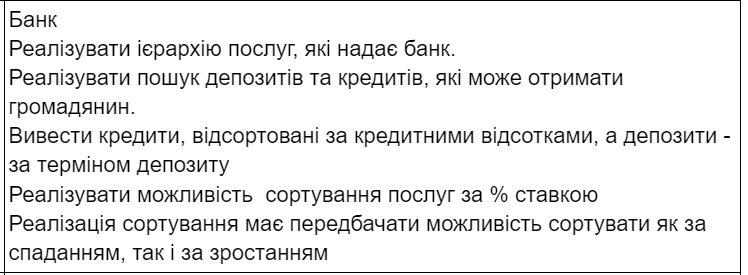 Банк
Реалізувати ієрархію послуг, які надає банк.
Реалізувати пошук депозитів та кредитів, які може отримати
громадянин.
Вивести кредити, відсортовані за кредитними відсотками, а депозити -
за терміном депозиту
Реалізувати можливість  сортування послуг за % ставкою
Реалізація сортування має передбачати можливість сортувати як за
спаданням, так і за зростанням